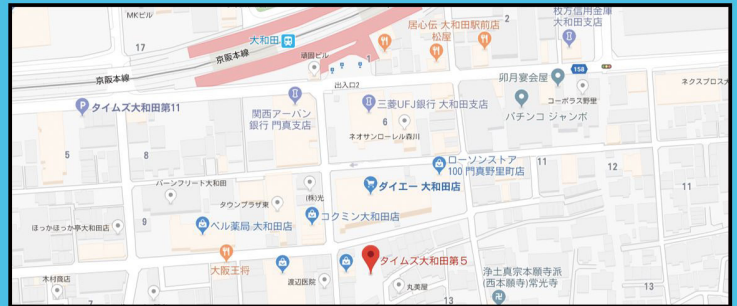 MKビル
17
大和田
京阪本線
頑固ビル
1
居心伝 大和田駅前店
松屋
2
枚方信用金庫
大和田支店
京阪本線
出入口2
卯月宴会屋
158
ネクスプロス大
P
タイムズ大和田第11
関西アーバン
銀行 門真支店
三菱UFJ銀行 大和田支店
6
ネオサンローレル森川
パチンコ ジャンボ
コーポラス野里
5
8
ローソンストア
100 門真野里町店
11
12
11
バーンフリート大和田
タウンプラザ東
(株)光
ダイエー 大和田店
コクミン大和田店
ほっかほっか亭大和田店
9
ベル薬局 大和田店
大阪王将
木村商店
7
渡辺医院
タイムズ大和田第5
丸美屋
浄土真宗本願寺派
(西本願寺)常光寺
13
13